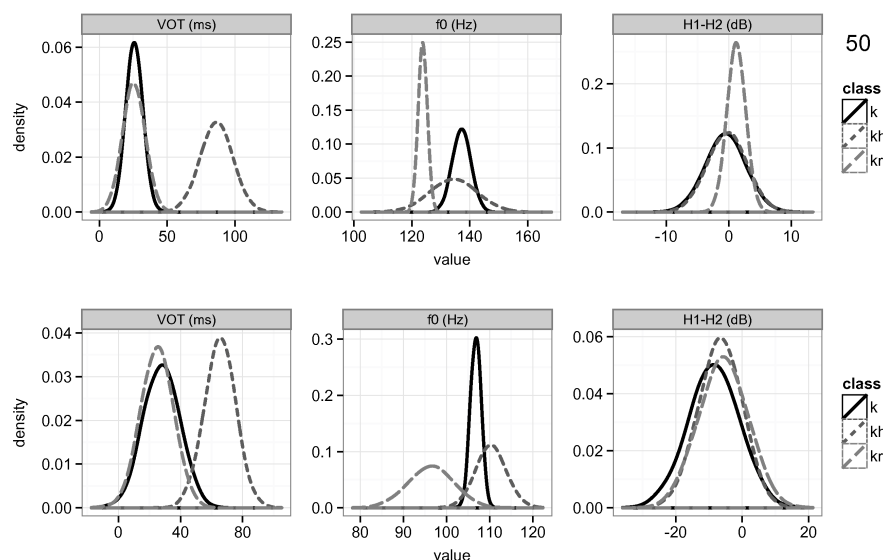 VOT (ms)
f0 (Hz)
H1-H2 (dB)
50
density
0.06
0.04
0.02
0.00
0.25
0.20
0.15
0.10
0.05
0.00
0.2
0.1
0.0
0 50 100
100 120 140 160
-10 0 10
value
class
k
kh
kr
VOT (ms)
f0 (Hz)
H1-H2 (dB)
density
0.04
0.03
0.02
0.01
0.00
0.3
0.2
0.1
0.0
0.06
0.04
0.02
0.00
0 40 80
80 90 100 110 120
-20 0 20
value
class
k
kh
kr